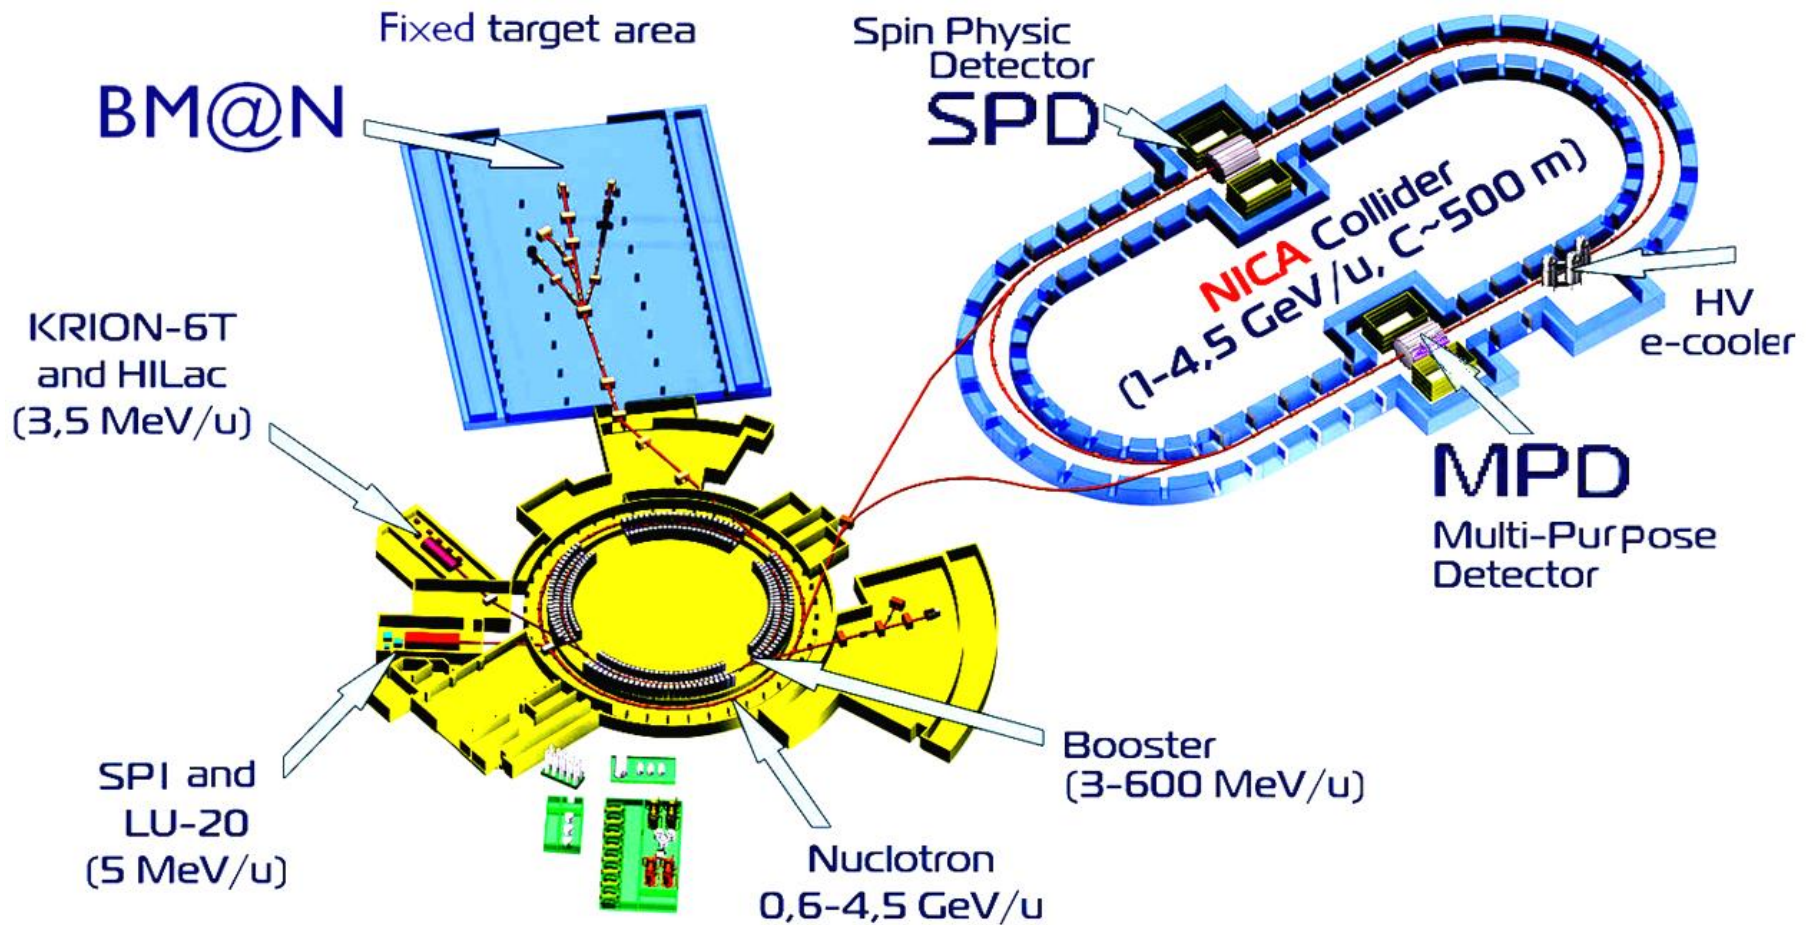 Fixed target area
BM@N
Spin Physic
Detector
SPD
NICA Collider
(1-4,5 GeV/u, C~500 m)
HV
e-cooler
MPD
Multi-Purpose
Detector
KRION-6T
and HILac
(3,5 MeV/u)
SPI and
LU-20
(5 MeV/u)
Booster
(3-600 MeV/u)
Nuclotron
0,6-4,5 GeV/u